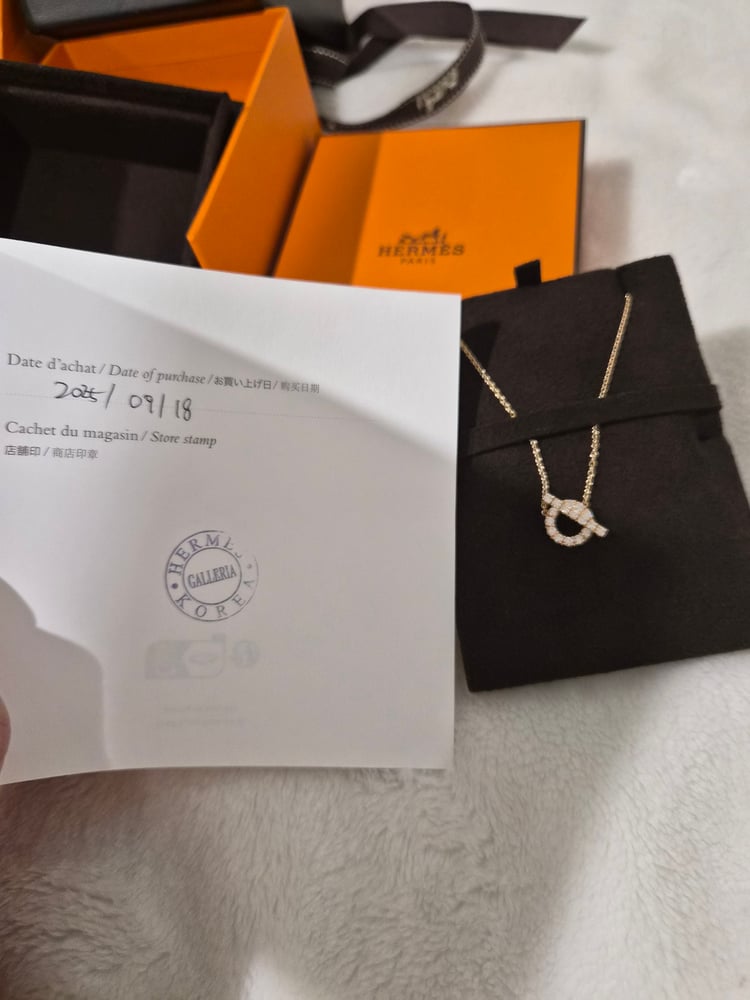 HERMÈS
PARIS
Date d'achat / Date of purchase / お買い上げ日 / 购买日期
2025/ 09/ 18
Cachet du magasin / Store stamp
店舗印 / 商店印章
HERMES
GALLERIA
KOREA